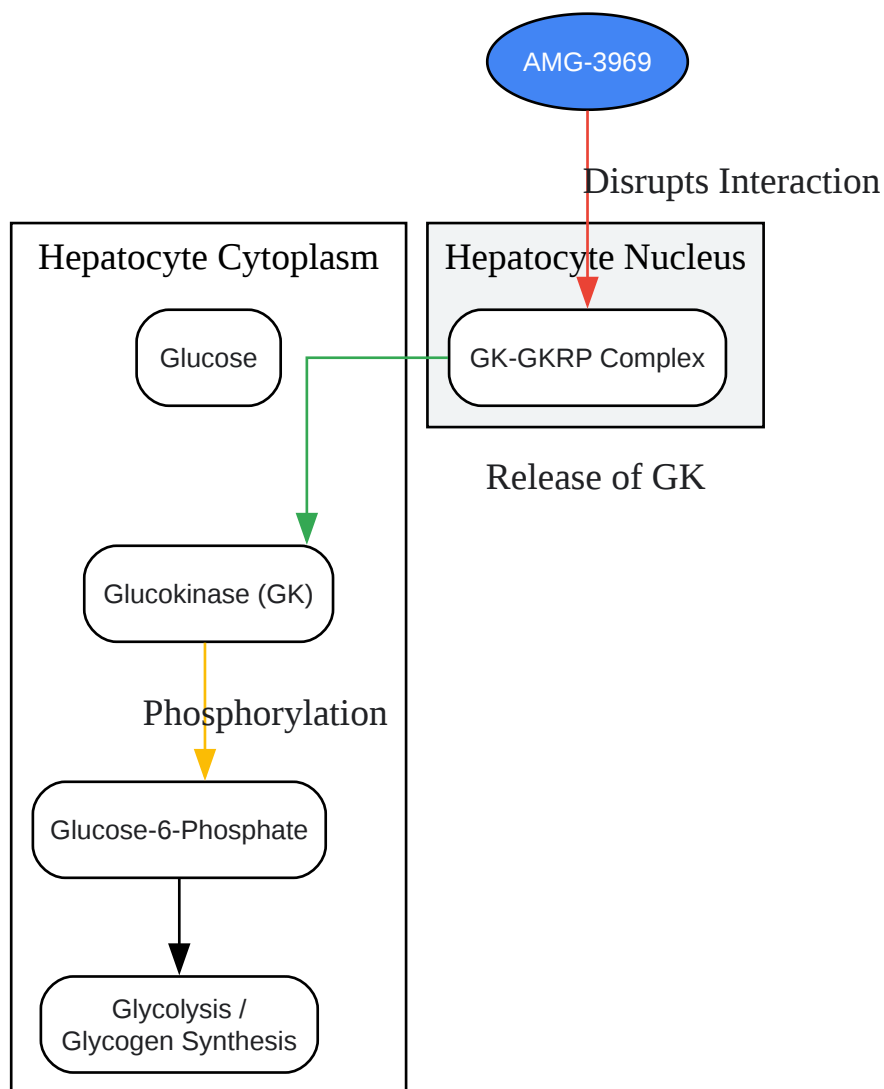 AMG-3969
Disrupts Interaction
Hepatocyte Cytoplasm
Hepatocyte Nucleus
Glucose
GK-GKRP Complex
Release of GK
Glucokinase (GK)
Phosphorylation
Glucose-6-Phosphate
Glycolysis /
Glycogen Synthesis